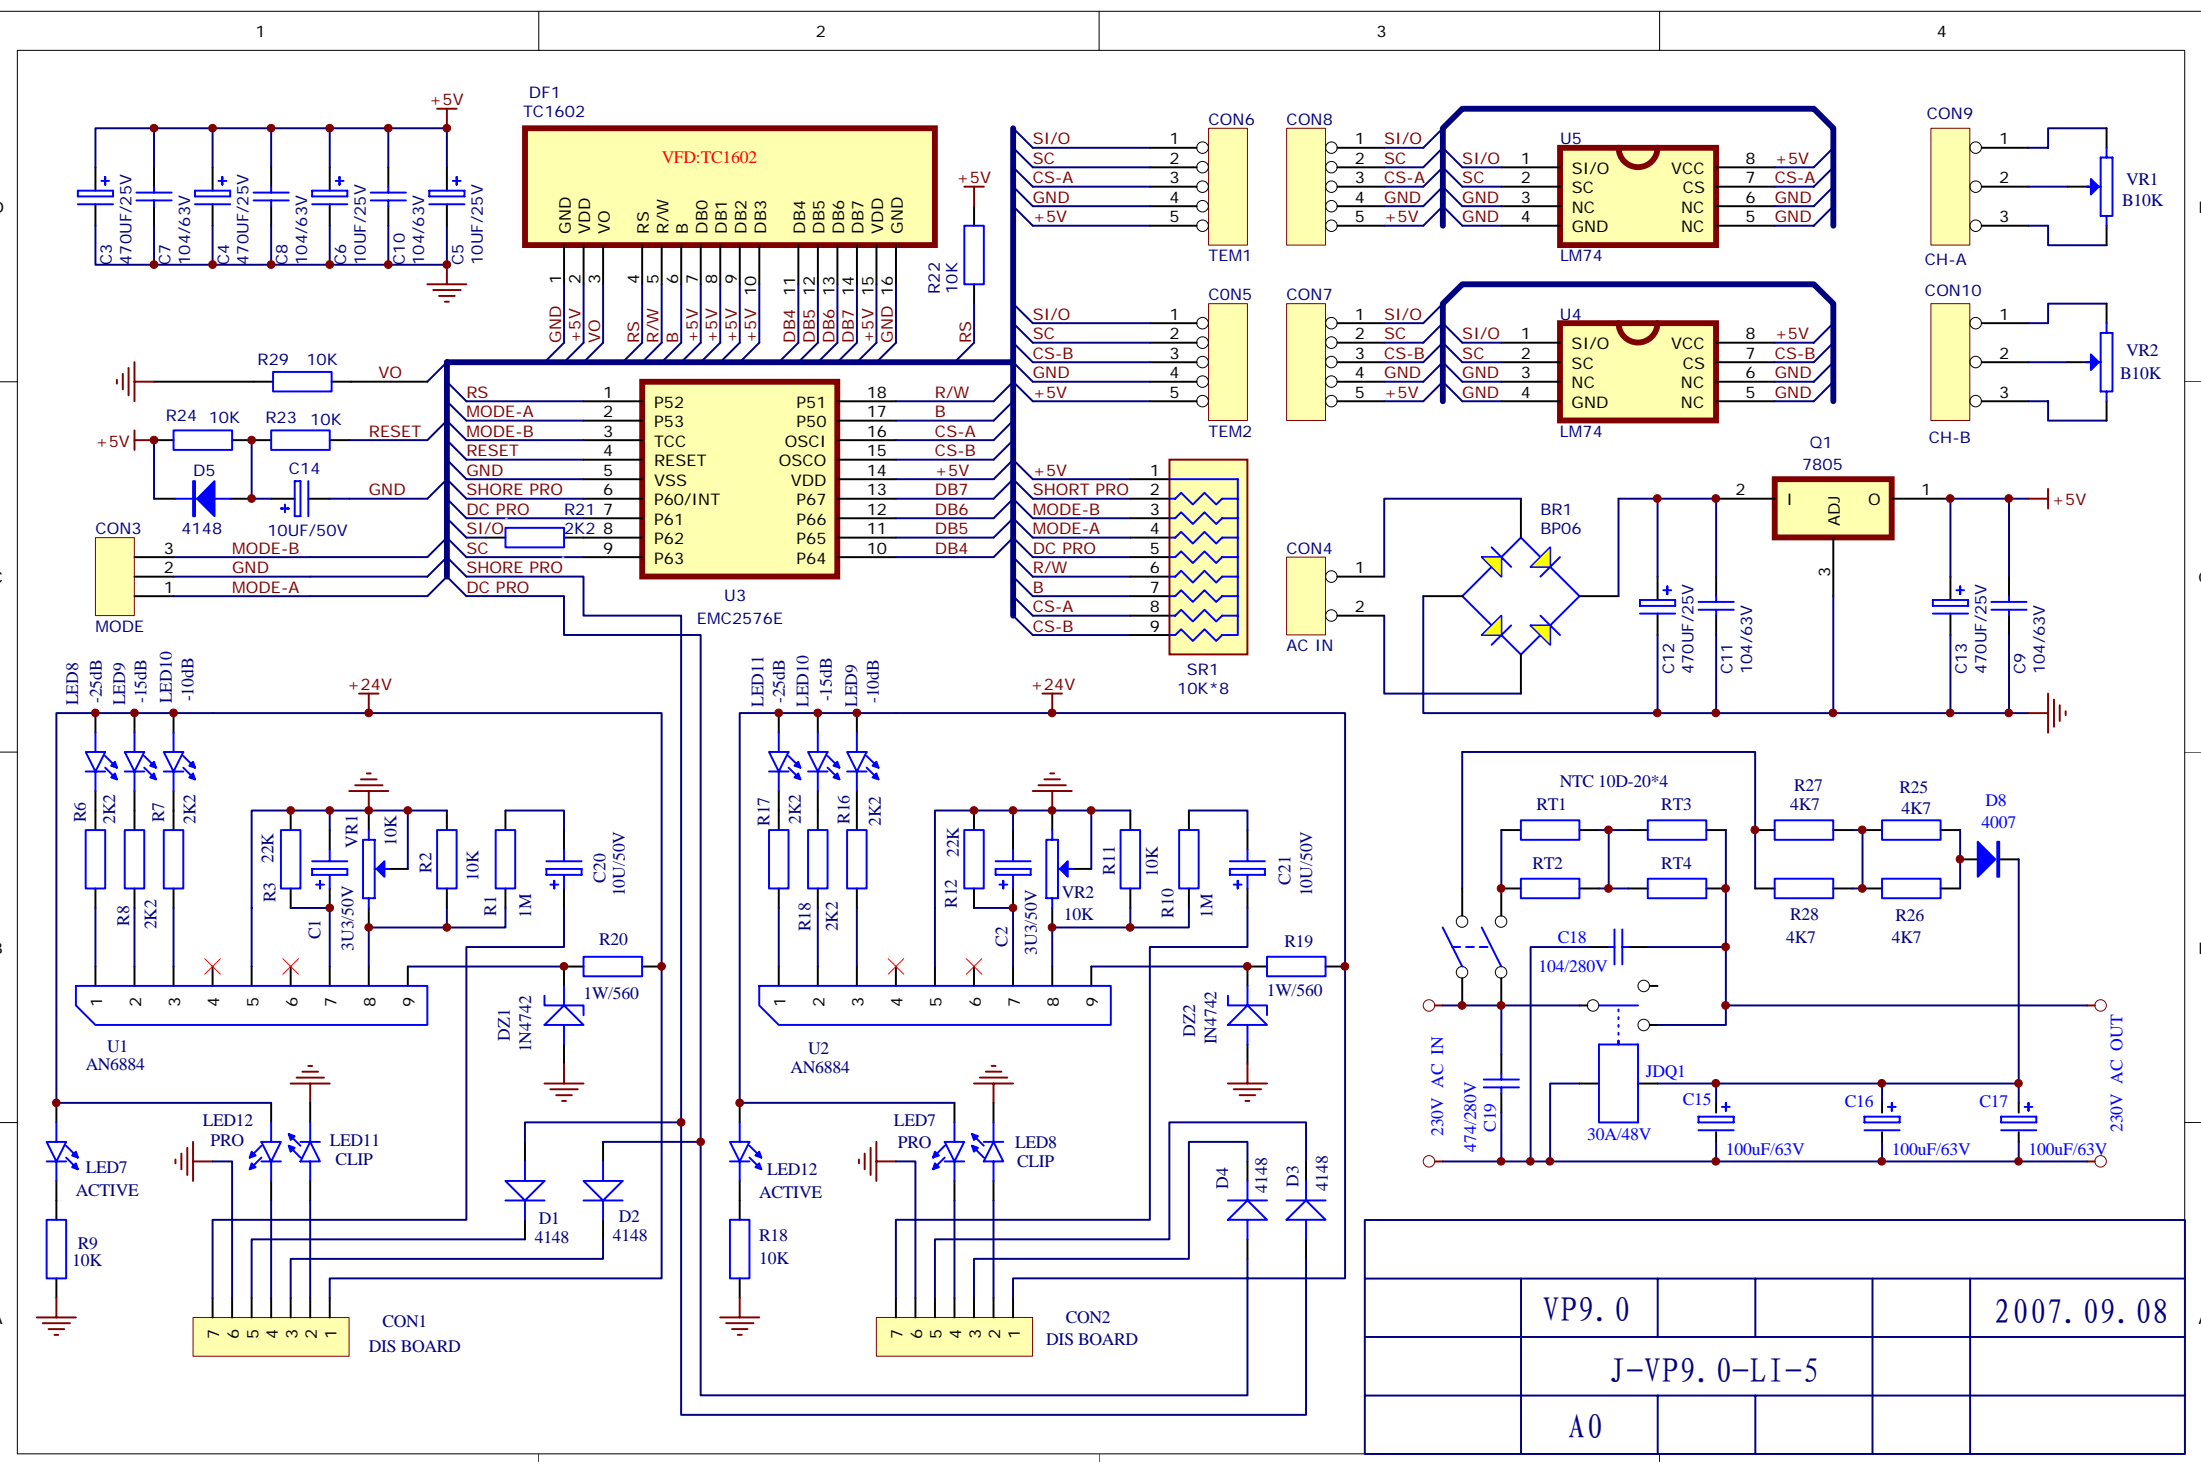 1
2
3
4
+5V
C3
470UF/25V
C7
104/63V
C4
470UF/25V
C8
104/63V
C6
10UF/25V
C10
104/63V
C5
10UF/25V
DF1
TC1602
VFD:TC1602
GND VDD VO RS R/W B DB0 DB1 DB2 DB3 DB4 DB5 DB6 DB7 VDD GND
1 2 3 4 5 6 7 8 9 10 11 12 13 14 15 16
GND +5V VO RS R/W B +5V +5V +5V +5V DB4 DB5 DB6 DB7 +5V GND
+5V
R22
10K
RS
CON6
SI/O 1
SC 2
CS-A 3
GND 4
+5V 5
TEM1
CON8
1 SI/O
2 SC
3 CS-A
4 GND
5 +5V
U5
SI/O 1 SI/O VCC 8 +5V
SC 2 SC CS 7 CS-A
GND 3 NC NC 6 GND
GND 4 GND NC 5 GND
LM74
CON9
1
2
3
CH-A
VR1
B10K
CON5
SI/O 1
SC 2
CS-B 3
GND 4
+5V 5
TEM2
CON7
1 SI/O
2 SC
3 CS-B
4 GND
5 +5V
U4
SI/O 1 SI/O VCC 8 +5V
SC 2 SC CS 7 CS-B
GND 3 NC NC 6 GND
GND 4 GND NC 5 GND
LM74
CON10
1
2
3
CH-B
VR2
B10K
R29 10K
VO
R24 10K
R23 10K
+5V
RESET
D5
4148
C14
10UF/50V
GND
CON3
3 MODE-B
2 GND
1 MODE-A
MODE
RS 1 P52 P51 18 R/W
MODE-A 2 P53 P50 17 B
MODE-B 3 TCC OSCI 16 CS-A
RESET 4 RESET OSCO 15 CS-B
GND 5 VSS VDD 14 +5V
SHORE PRO 6 P60/INT P67 13 DB7
DC PRO R21 7 P61 P66 12 DB6
SI/O 2K2 8 P62 P65 11 DB5
SC 9 P63 P64 10 DB4
SHORE PRO
DC PRO
U3
EMC2576E
+5V 1
SHORT PRO 2
MODE-B 3
MODE-A 4
DC PRO 5
R/W 6
B 7
CS-A 8
CS-B 9
SR1
10K*8
CON4
1
2
AC IN
BR1
BP06
Q1
7805
2 I O 1
ADJ
3
+5V
C12
470UF/25V
C11
104/63V
C13
470UF/25V
C9
104/63V
LED8
-25dB
LED9
-15dB
LED10
-10dB
+24V
R6
2K2
R8
2K2
R7
2K2
22K
R3
C1
3U3/50V
VR1
10K
R2
10K
R1
1M
C20
10U/50V
R20
1W/560
DZ1
1N4742
1 2 3 4 5 6 7 8 9
U1
AN6884
LED12
PRO
LED11
CLIP
LED7
ACTIVE
R9
10K
D1
4148
D2
4148
7 6 5 4 3 2 1
CON1
DIS BOARD
LED11
-25dB
LED10
-15dB
LED9
-10dB
+24V
R17
2K2
R18
2K2
R16
2K2
22K
R12
C2
3U3/50V
VR2
10K
R11
10K
R10
1M
C21
10U/50V
R19
1W/560
DZ2
IN4742
1 2 3 4 5 6 7 8 9
U2
AN6884
LED7
PRO
LED8
CLIP
LED12
ACTIVE
R18
10K
D4
4148
D3
4148
7 6 5 4 3 2 1
CON2
DIS BOARD
NTC 10D-20*4
RT1
RT3
RT2
RT4
R27
4K7
R25
4K7
D8
4007
R28
4K7
R26
4K7
C18
104/280V
JDQ1
30A/48V
C19
474/280V
230V AC IN
230V AC OUT
C15
100uF/63V
C16
100uF/63V
C17
100uF/63V
VP9.0
2007.09.08
J-VP9.0-LI-5
A0